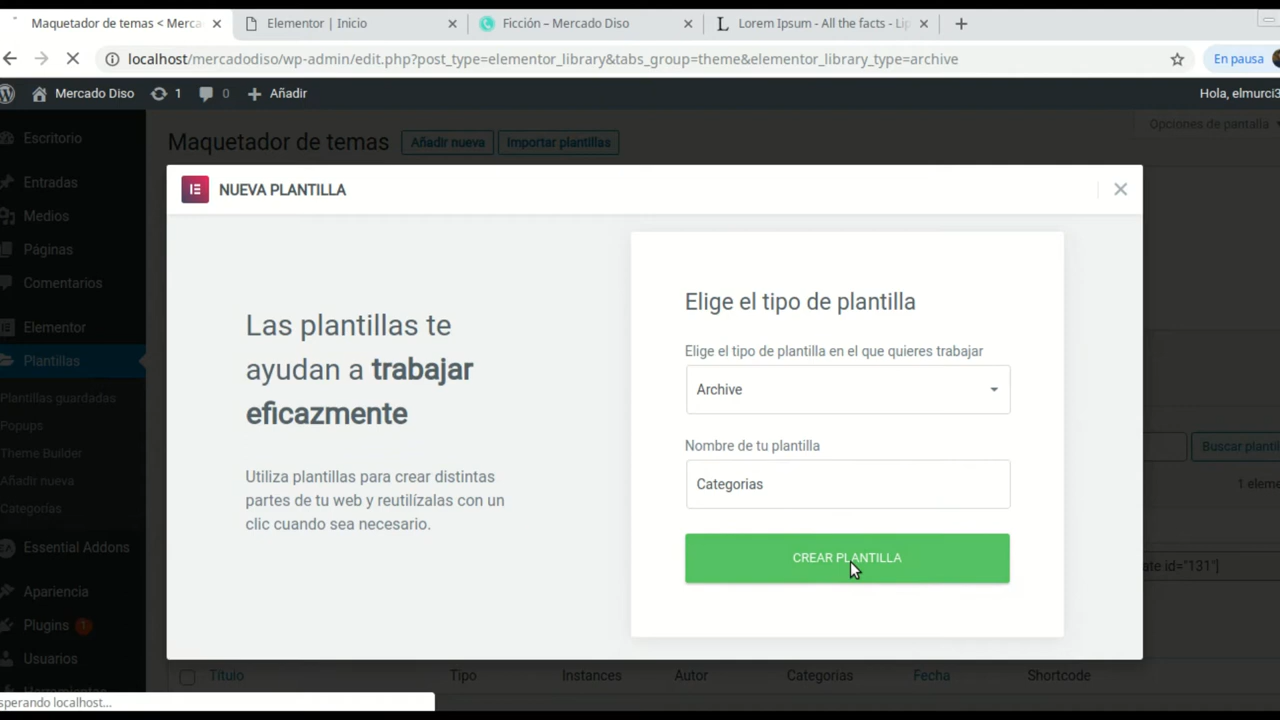 Maquetador de temas < Merca
Elementor | Inicio
Ficción – Mercado Diso
Lorem Ipsum - All the facts - Lip
localhost/mercadodiso/wp-admin/edit.php?post_type=elementor_library&tabs_group=theme&elementor_library_type=archive
En pausa
Mercado Diso
1
0
Añadir
Hola, elmurci3
Escritorio
Opciones de pantalla
Maquetador de temas
Añadir nueva
Importar plantillas
Entradas
Medios
Páginas
Comentarios
Elementor
Plantillas
Plantillas guardadas
Popups
Theme Builder
Añadir nueva
Categorías
Essential Addons
Apariencia
Plugins 1
Usuarios
Herramientas
NUEVA PLANTILLA
Las plantillas te
ayudan a trabajar
eficazmente
Utiliza plantillas para crear distintas
partes de tu web y reutilízalas con un
clic cuando sea necesario.
Elige el tipo de plantilla
Elige el tipo de plantilla en el que quieres trabajar
Archive
Nombre de tu plantilla
Categorias
CREAR PLANTILLA
Buscar planti
1 eleme
ate id="131"]
Título
Tipo
Instances
Autor
Categorías
Fecha
Shortcode
sperando localhost...